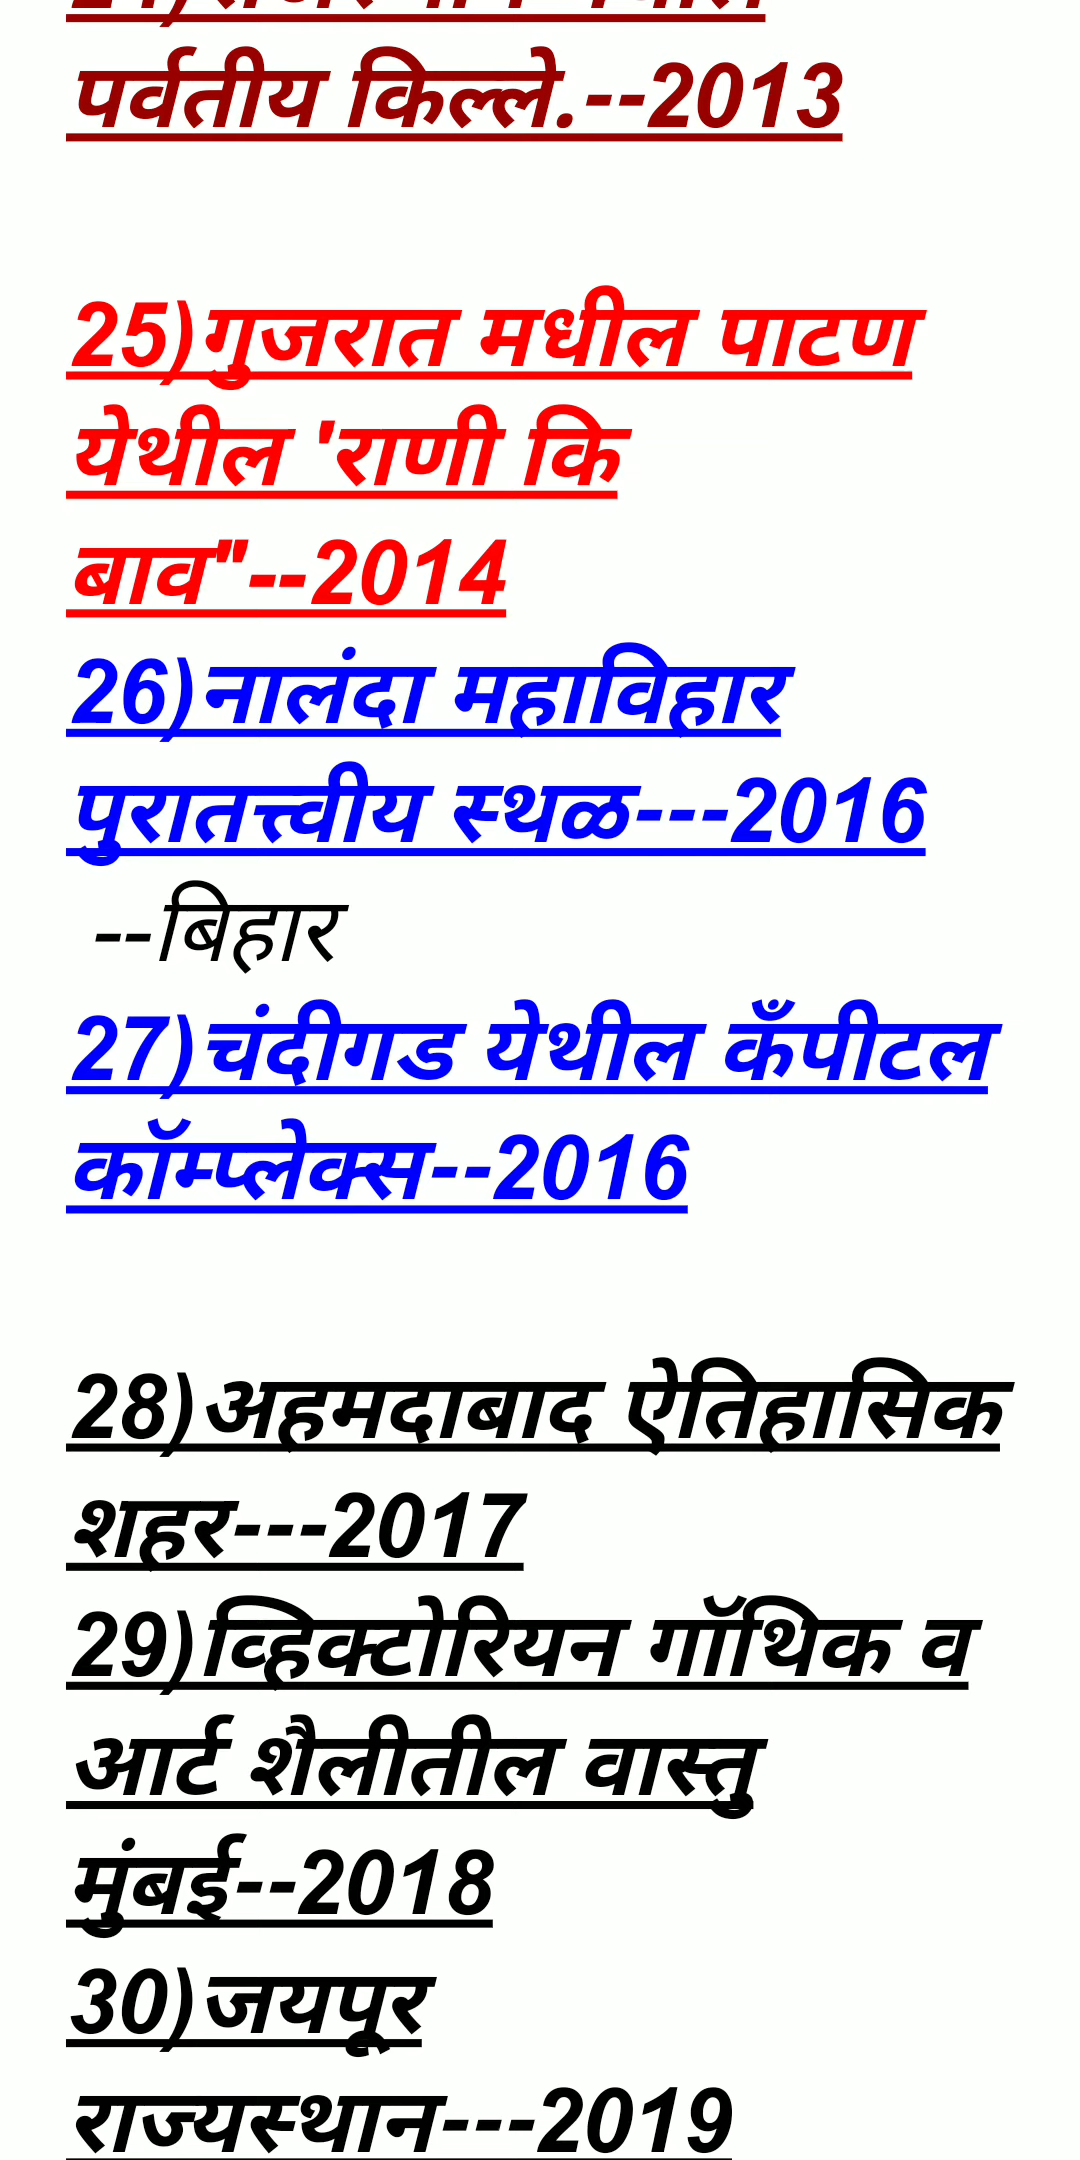 पर्वतीय किल्ले.--2013
25)गुजरात मधील पाटण
येथील 'राणी कि
बाव"--2014
26)नालंदा महाविहार
पुरातत्त्वीय स्थळ---2016
--बिहार
27)चंदीगड येथील कँपीटल
कॉम्प्लेक्स--2016
28)अहमदाबाद ऐतिहासिक
शहर---2017
29)व्हिक्टोरियन गॉथिक व
आर्ट शैलीतील वास्तु
मुंबई--2018
30)जयपूर
राज्यस्थान---2019